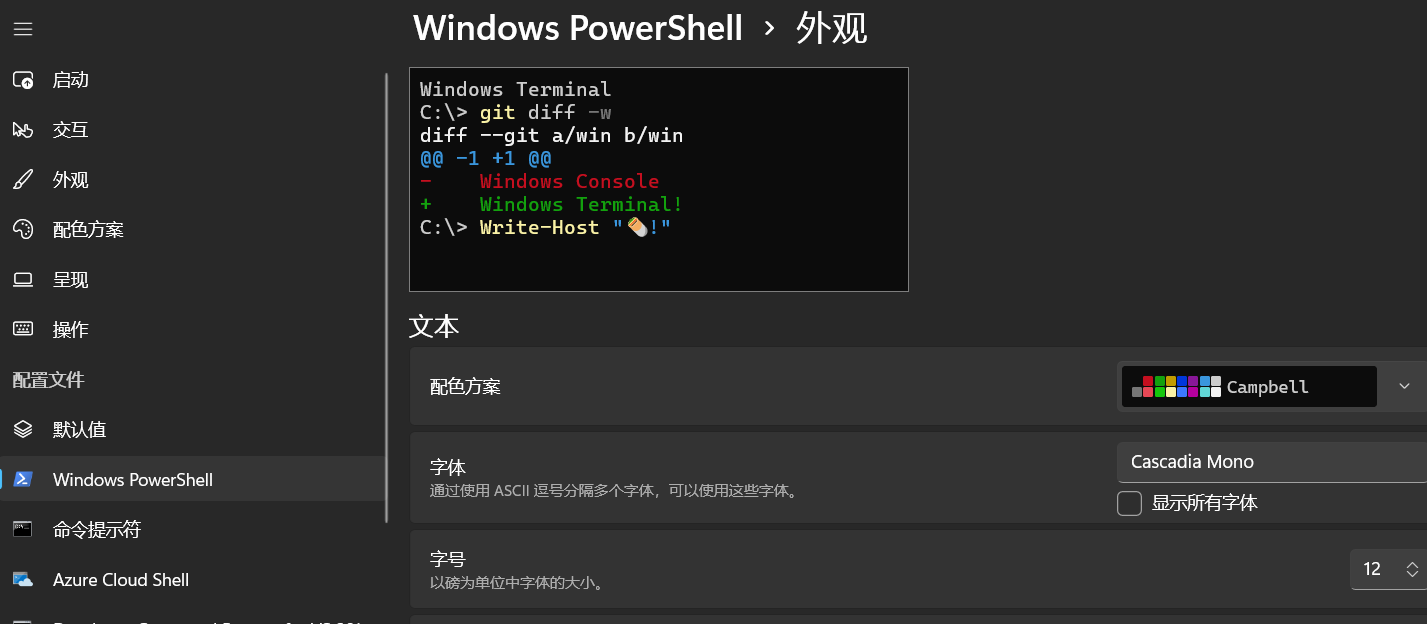 Windows PowerShell › 外观
启动
交互
外观
配色方案
呈现
操作
配置文件
默认值
Windows PowerShell
命令提示符
Azure Cloud Shell
Windows Terminal
C:\> git diff -w
diff --git a/win b/win
@@ -1 +1 @@
-    Windows Console
+    Windows Terminal!
C:\> Write-Host "🌯!"
文本
配色方案
Campbell
字体
通过使用 ASCII 逗号分隔多个字体，可以使用这些字体。
Cascadia Mono
显示所有字体
字号
以磅为单位中字体的大小。
12